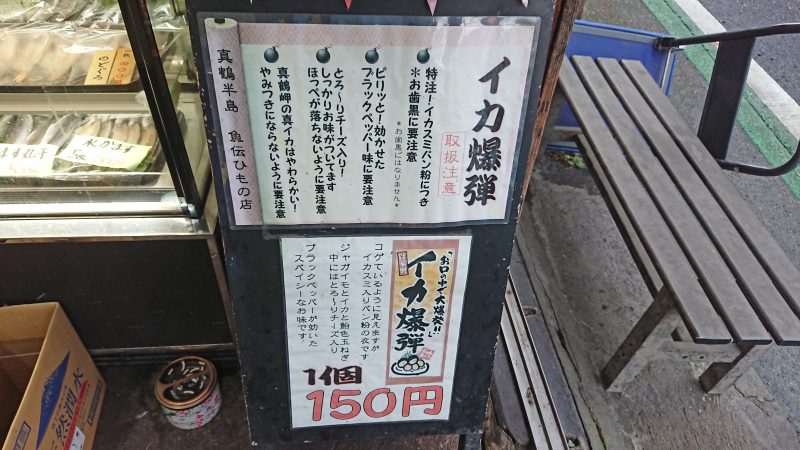 イカ爆弾
取扱注意
特注！イカスミパン粉につき
＊お歯黒に要注意
＊お歯黒にはなりません＊
ピリッと！効かせた
ブラックペッパー味に要注意
とろ〜りチーズ入り！
しっかりお味がついてます
ほっぺが落ちないように要注意
真鶴岬の真イカはやわらかい！
やみつきにならないように要注意
真鶴半島 魚伝ひもの店
"お口の中で大爆発!!"
イカ爆弾
コゲているように見えますが
イカスミ入りパン粉の衣です
ジャガイモとイカと飴色玉ねぎ
中にはとろ〜りチーズ入り
ブラックペッパーが効いた
スパイシーなお味です。
1個
150円